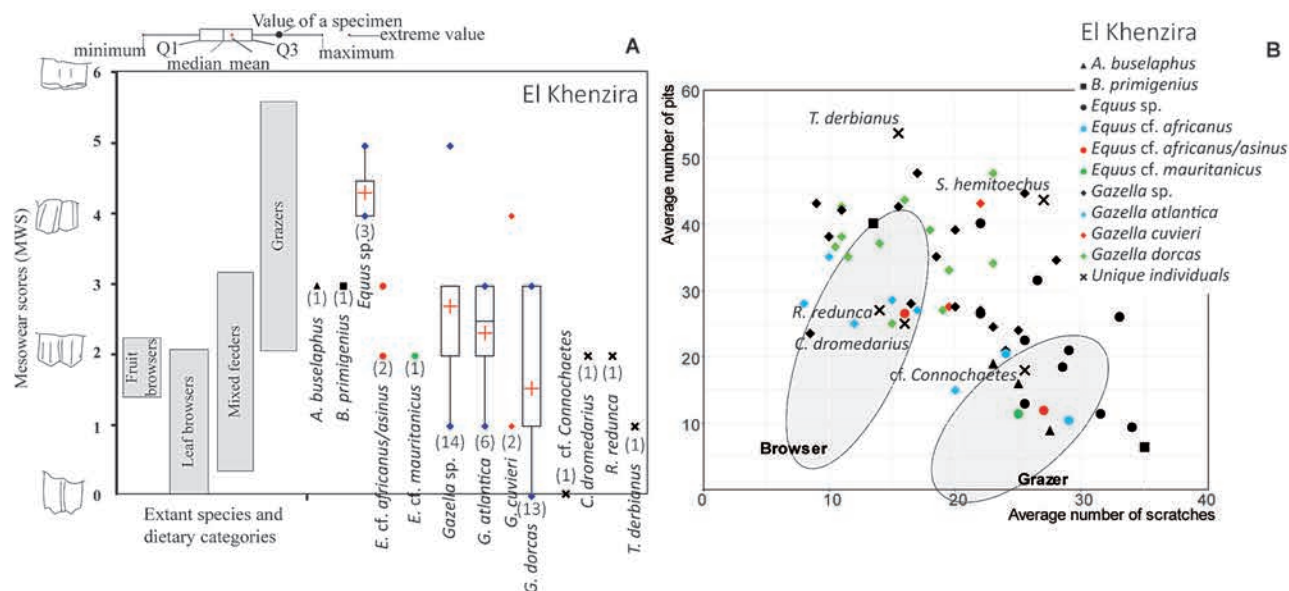 Value of a specimen
extreme value
minimum
Q1
Q3
maximum
median mean
A
El Khenzira
Mesowear scores (MWS)
6
5
4
3
2
1
0
Fruit browsers
Leaf browsers
Mixed feeders
Grazers
Extant species and
dietary categories
(1)
A. buselaphus
(1)
B. primigenius
(3)
Equus sp.
(2)
E. cf. africanus/asinus
(1)
E. cf. mauritanicus
(14)
Gazella sp.
(6)
G. atlantica
(2)
G. cuvieri
(13)
G. dorcas
(1)
cf. Connochaetes
(1)
C. dromedarius
(1)
R. redunca
(1)
T. derbianus
El Khenzira
B
A. buselaphus
B. primigenius
Equus sp.
Equus cf. africanus
Equus cf. africanus/asinus
Equus cf. mauritanicus
Gazella sp.
Gazella atlantica
Gazella cuvieri
Gazella dorcas
Unique individuals
Average number of pits
60
50
40
30
20
10
0
10
20
30
40
Average number of scratches
T. derbianus
S. hemitoechus
R. redunca
C. dromedarius
cf. Connochaetes
Browser
Grazer